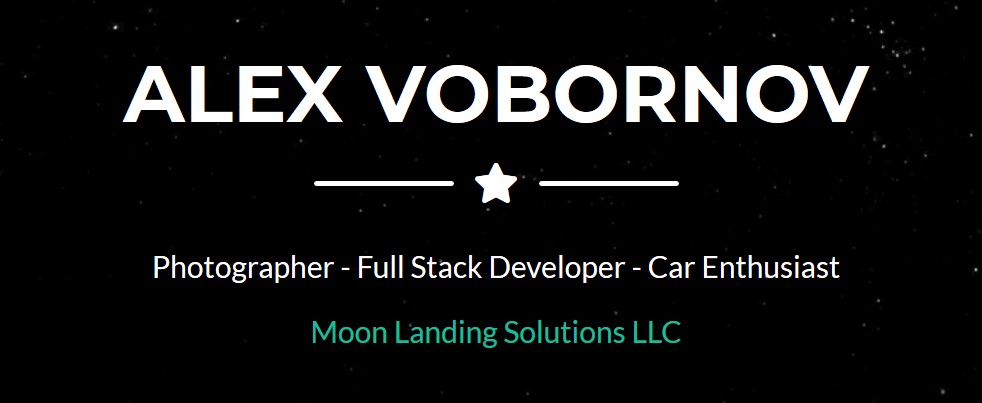 ALEX VOBORNOV
Photographer - Full Stack Developer - Car Enthusiast
Moon Landing Solutions LLC